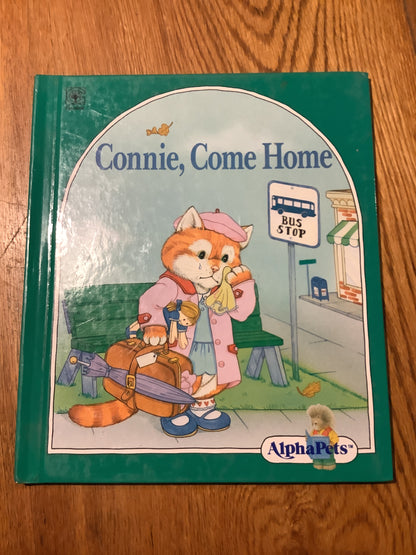 Connie, Come Home
BUS
STOP
AlphaPets™